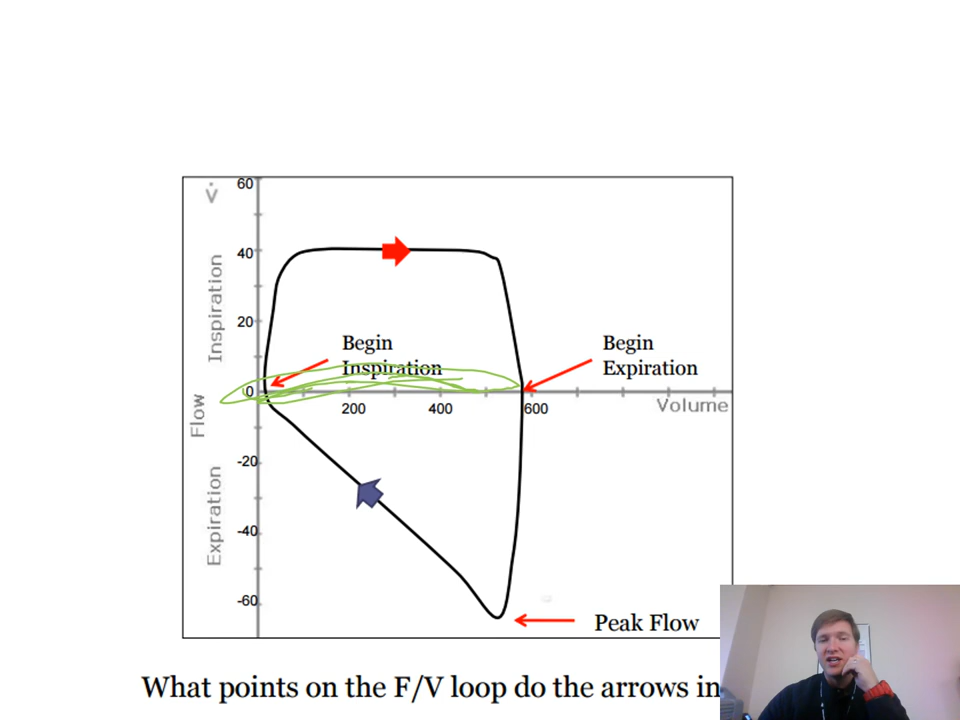 V̇
60
Inspiration
40
20
Begin
Inspiration
Begin
Expiration
0
200
400
600
Volume
Flow
-20
Expiration
-40
-60
Peak Flow
What points on the F/V loop do the arrows in